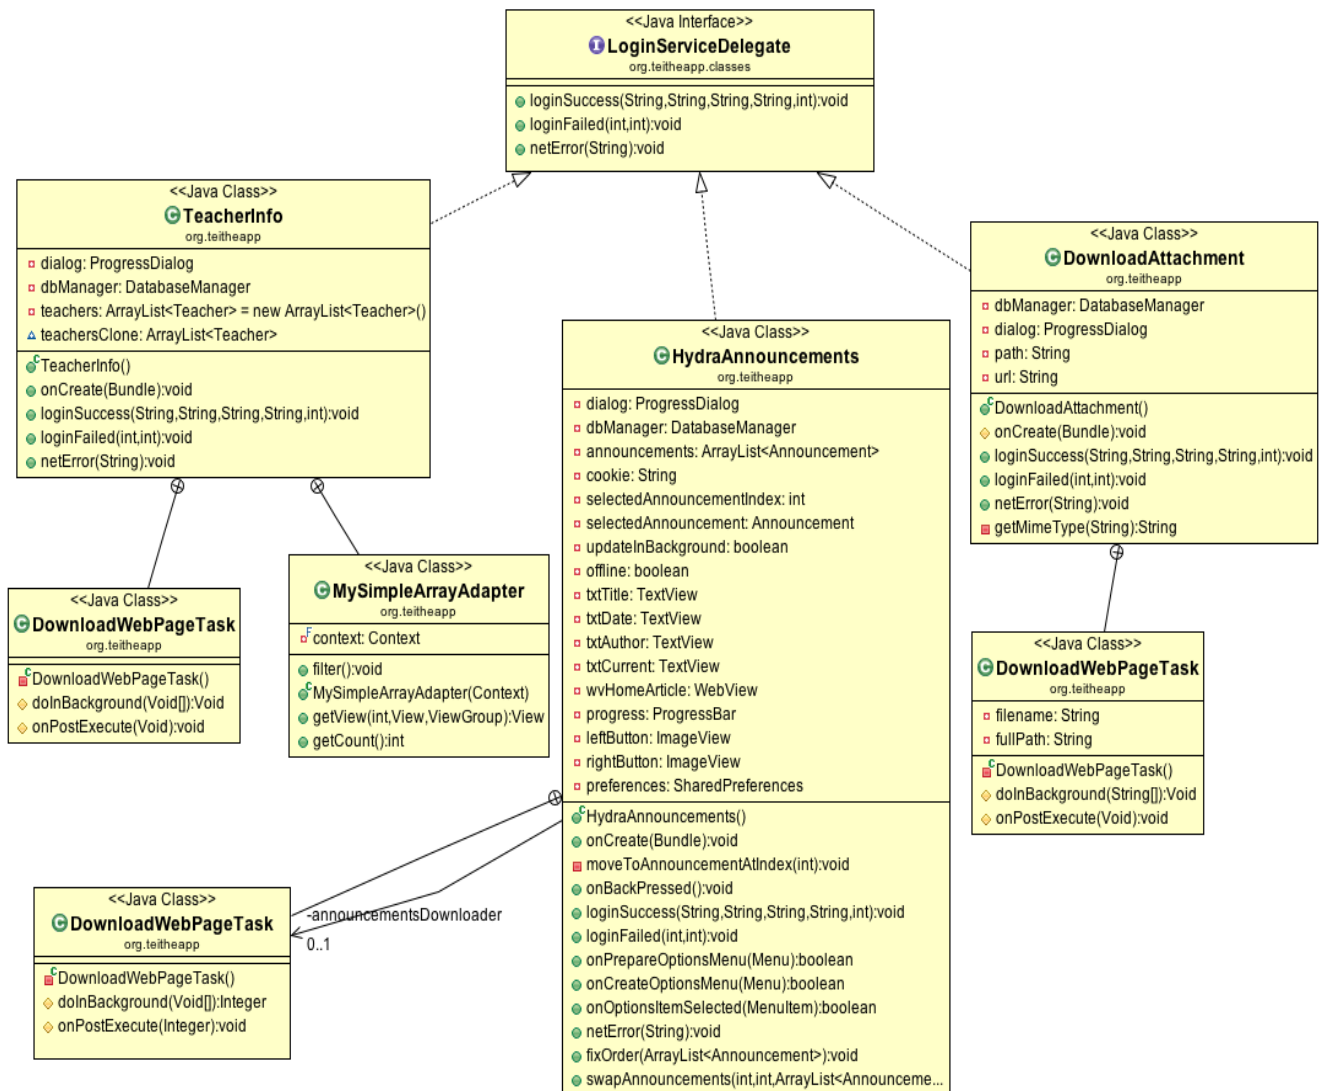 <<Java Interface>>
LoginServiceDelegate
org.teitheapp.classes
loginSuccess(String,String,String,String,int):void
loginFailed(int,int):void
netError(String):void
<<Java Class>>
TeacherInfo
org.teitheapp
dialog: ProgressDialog
dbManager: DatabaseManager
teachers: ArrayList<Teacher> = new ArrayList<Teacher>()
teachersClone: ArrayList<Teacher>
TeacherInfo()
onCreate(Bundle):void
loginSuccess(String,String,String,String,int):void
loginFailed(int,int):void
netError(String):void
<<Java Class>>
DownloadAttachment
org.teitheapp
dbManager: DatabaseManager
dialog: ProgressDialog
path: String
url: String
DownloadAttachment()
onCreate(Bundle):void
loginSuccess(String,String,String,String,int):void
loginFailed(int,int):void
netError(String):void
getMimeType(String):String
<<Java Class>>
HydraAnnouncements
org.teitheapp
dialog: ProgressDialog
dbManager: DatabaseManager
announcements: ArrayList<Announcement>
cookie: String
selectedAnnouncementIndex: int
selectedAnnouncement: Announcement
updateInBackground: boolean
offline: boolean
txtTitle: TextView
txtDate: TextView
txtAuthor: TextView
txtCurrent: TextView
wvHomeArticle: WebView
progress: ProgressBar
leftButton: ImageView
rightButton: ImageView
preferences: SharedPreferences
HydraAnnouncements()
onCreate(Bundle):void
moveToAnnouncementAtIndex(int):void
onBackPressed():void
loginSuccess(String,String,String,String,int):void
loginFailed(int,int):void
onPrepareOptionsMenu(Menu):boolean
onCreateOptionsMenu(Menu):boolean
onOptionsItemSelected(MenuItem):boolean
netError(String):void
fixOrder(ArrayList<Announcement>):void
swapAnnouncements(int,int,ArrayList<Announceme...
<<Java Class>>
DownloadWebPageTask
org.teitheapp
DownloadWebPageTask()
doInBackground(Void[]):Void
onPostExecute(Void):void
<<Java Class>>
MySimpleArrayAdapter
org.teitheapp
context: Context
filter():void
MySimpleArrayAdapter(Context)
getView(int,View,ViewGroup):View
getCount():int
<<Java Class>>
DownloadWebPageTask
org.teitheapp
filename: String
fullPath: String
DownloadWebPageTask()
doInBackground(String[]):Void
onPostExecute(Void):void
<<Java Class>>
DownloadWebPageTask
org.teitheapp
DownloadWebPageTask()
doInBackground(Void[]):Integer
onPostExecute(Integer):void
-announcementsDownloader
0..1